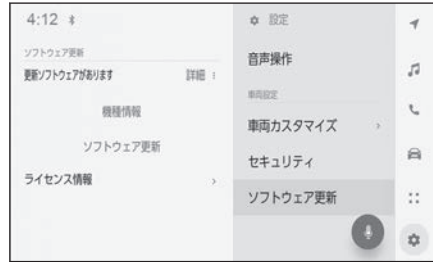 4:12
ソフトウェア更新
更新ソフトウェアがあります 詳細
機種情報
ソフトウェア更新
ライセンス情報
設定
音声操作
車両設定
車両カスタマイズ
セキュリティ
ソフトウェア更新